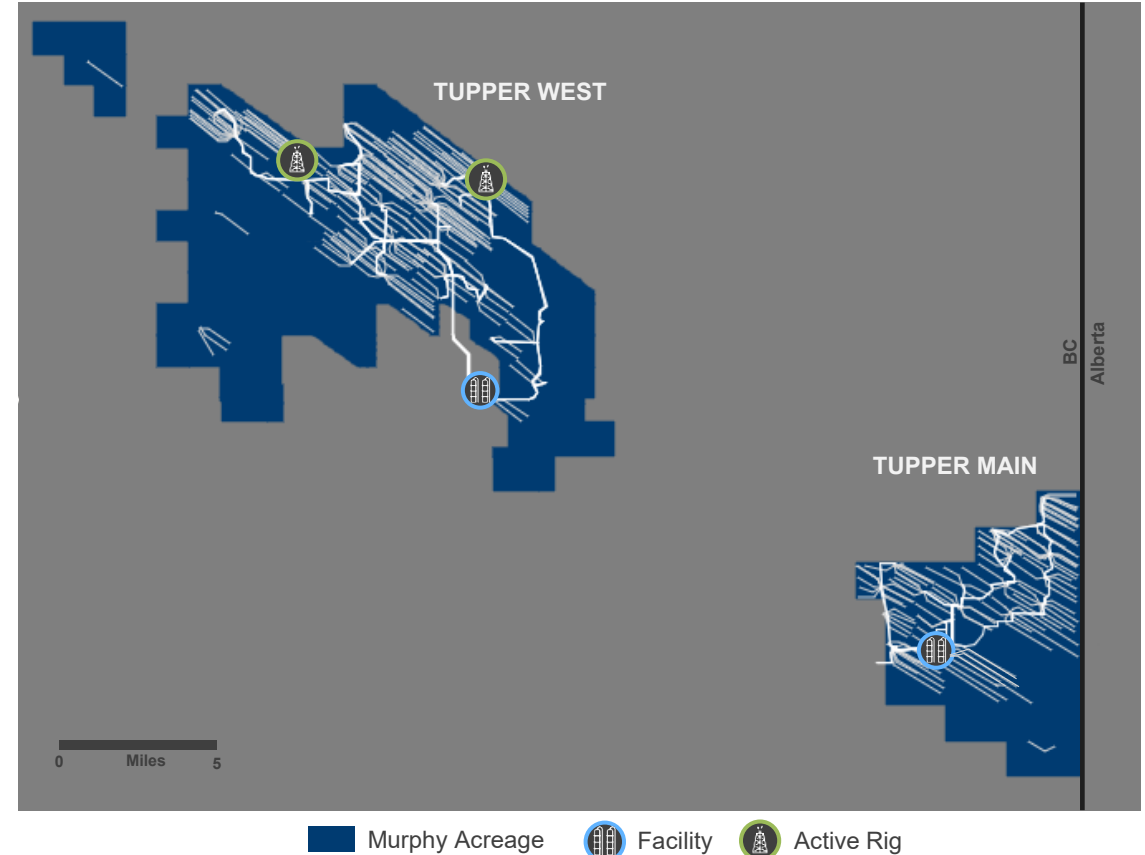 TUPPER WEST
BC
Alberta
TUPPER MAIN
0 Miles 5
Murphy Acreage Facility Active Rig